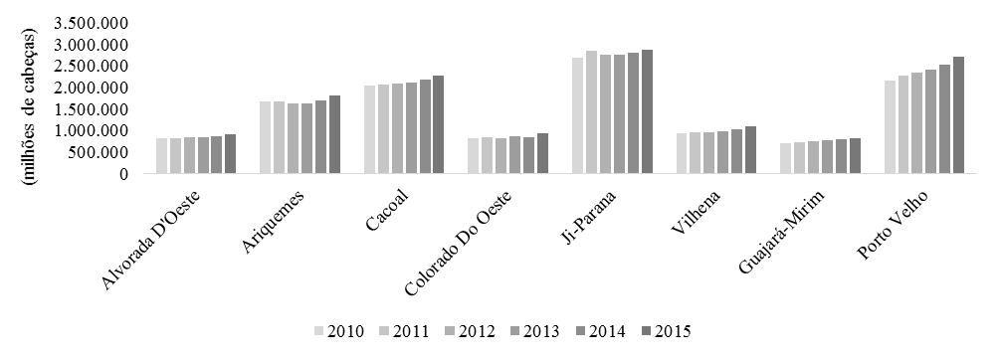 (milhões de cabeças)
3.500.000
3.000.000
2.500.000
2.000.000
1.500.000
1.000.000
500.000
0
Alvorada D'Oeste
Ariquemes
Cacoal
Colorado Do Oeste
Ji-Parana
Vilhena
Guajará-Mirim
Porto Velho
2010 2011 2012 2013 2014 2015